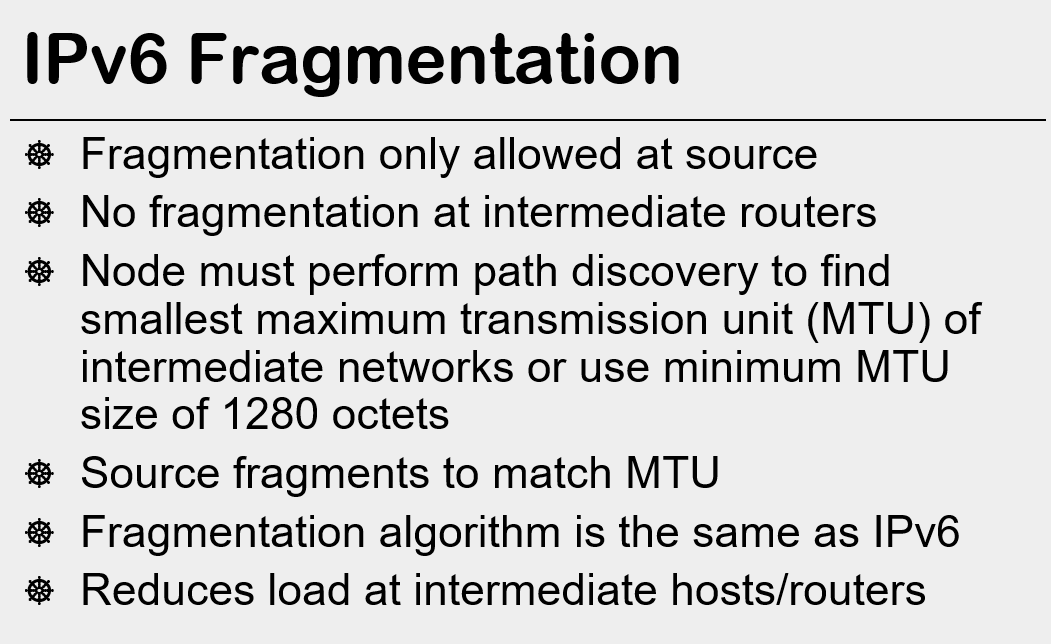 IPv6 Fragmentation
Fragmentation only allowed at source
No fragmentation at intermediate routers
Node must perform path discovery to find
smallest maximum transmission unit (MTU) of
intermediate networks or use minimum MTU
size of 1280 octets
Source fragments to match MTU
Fragmentation algorithm is the same as IPv6
Reduces load at intermediate hosts/routers